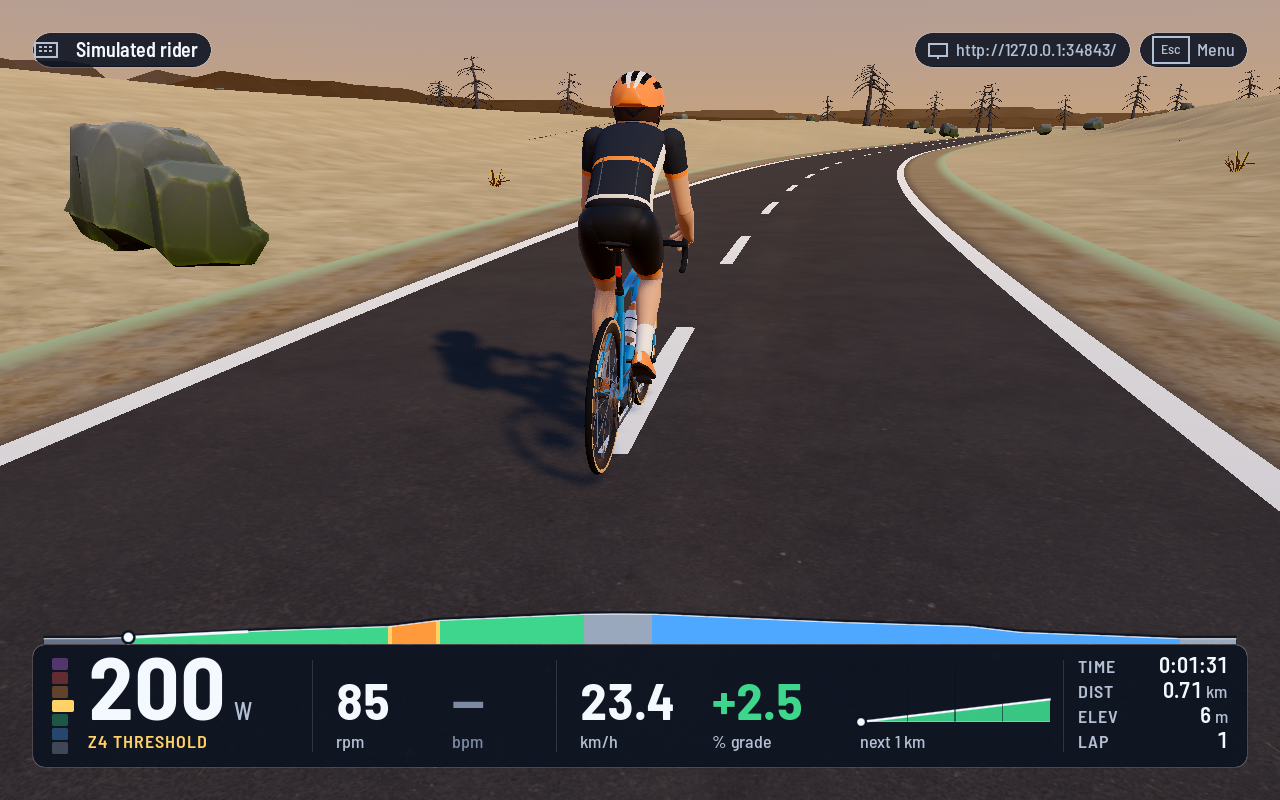 Simulated rider
http://127.0.0.1:34843/
Esc Menu
200 W
Z4 THRESHOLD
85
rpm
—
bpm
23.4
km/h
+2.5
% grade
next 1 km
TIME 0:01:31
DIST 0.71 km
ELEV 6 m
LAP 1